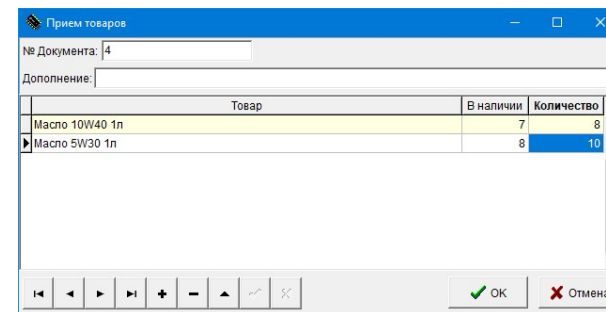 Прием товаров
№ Документа: 4
Дополнение:
Товар В наличии Количество
Масло 10W40 1л 7 8
Масло 5W30 1л 8 10
OK Отмена